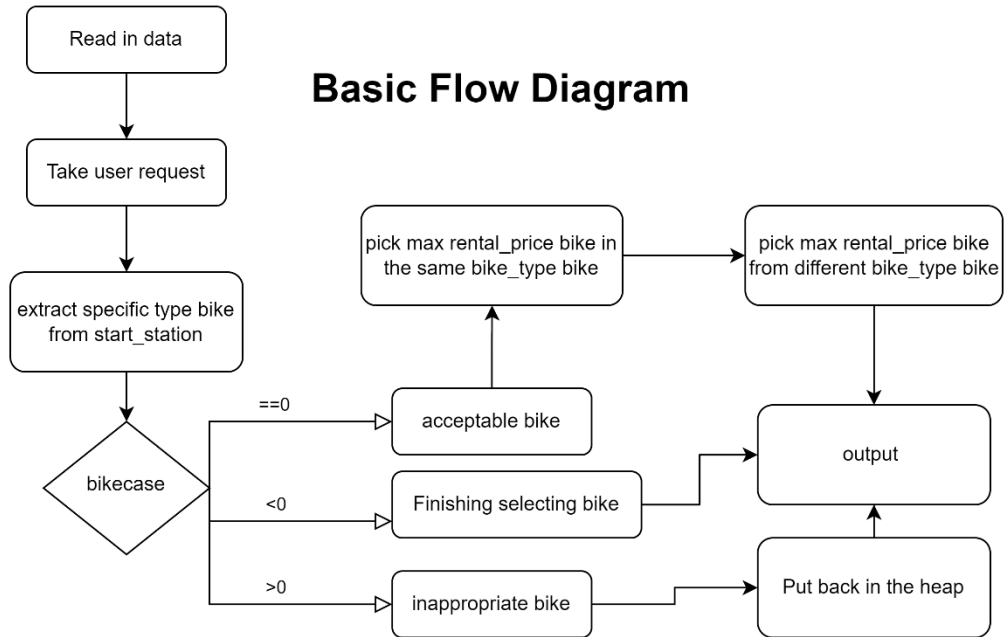 Read in data
Basic Flow Diagram
Take user request
pick max rental_price bike in
the same bike_type bike
pick max rental_price bike
from different bike_type bike
extract specific type bike
from start_station
==0
acceptable bike
output
bikecase
<0
Finishing selecting bike
>0
inappropriate bike
Put back in the heap